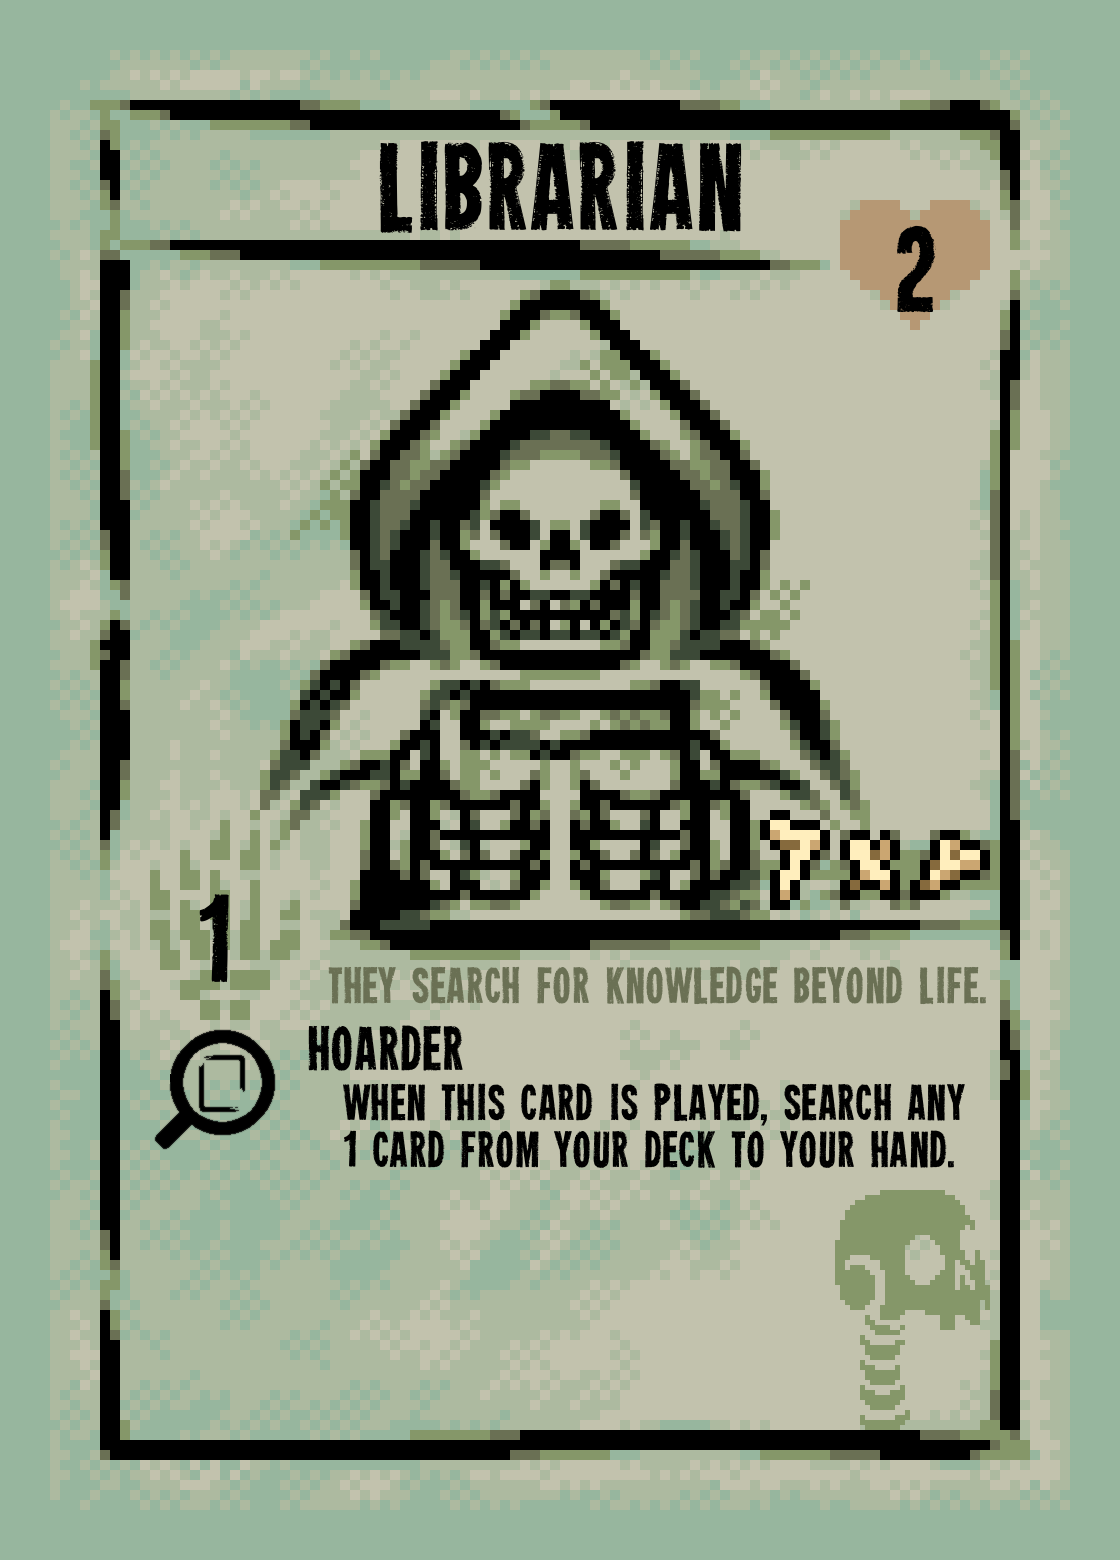 LIBRARIAN
2
7 X
1
THEY SEARCH FOR KNOWLEDGE BEYOND LIFE.
HOARDER
WHEN THIS CARD IS PLAYED, SEARCH ANY
1 CARD FROM YOUR DECK TO YOUR HAND.